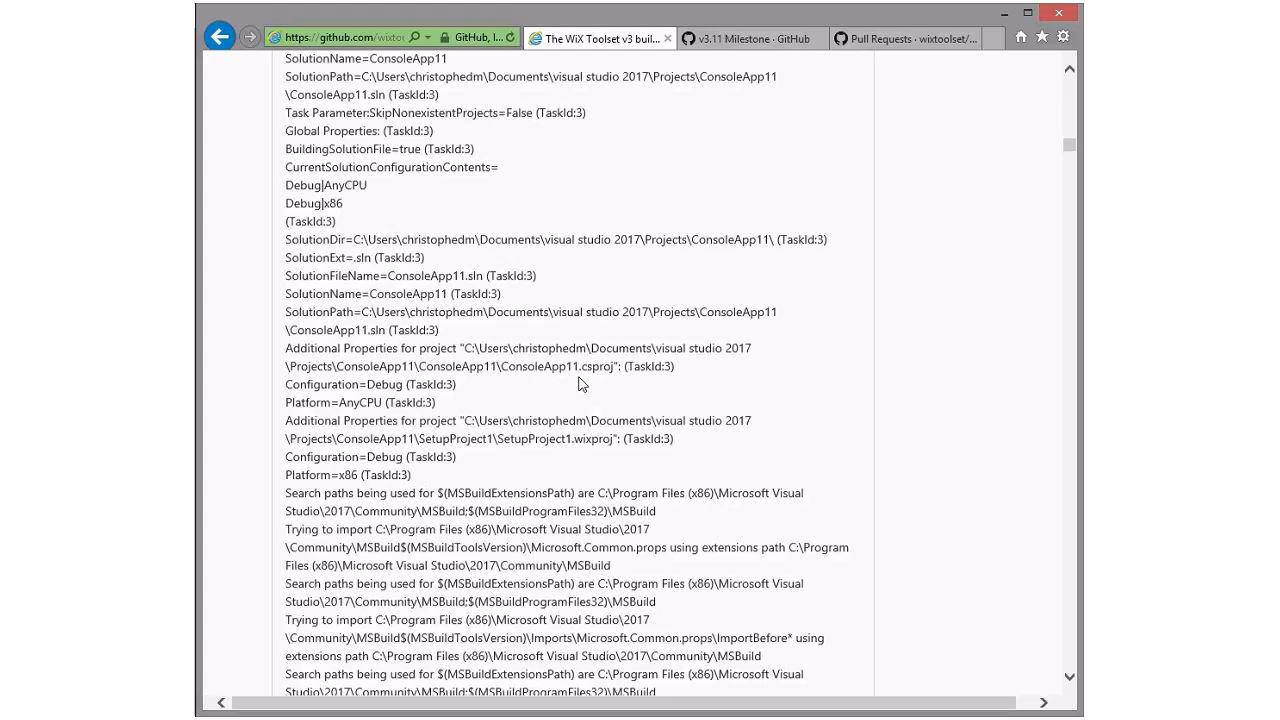 https://github.com/wixto
GitHub, I...
The WiX Toolset v3 buil...
v3.11 Milestone · GitHub
Pull Requests · wixtoolset/...
SolutionName=ConsoleApp11
SolutionPath=C:\Users\christophedm\Documents\visual studio 2017\Projects\ConsoleApp11
\ConsoleApp11.sln (TaskId:3)
Task Parameter:SkipNonexistentProjects=False (TaskId:3)
Global Properties: (TaskId:3)
BuildingSolutionFile=true (TaskId:3)
CurrentSolutionConfigurationContents=
Debug|AnyCPU
Debug|x86
(TaskId:3)
SolutionDir=C:\Users\christophedm\Documents\visual studio 2017\Projects\ConsoleApp11\ (TaskId:3)
SolutionExt=.sln (TaskId:3)
SolutionFileName=ConsoleApp11.sln (TaskId:3)
SolutionName=ConsoleApp11 (TaskId:3)
SolutionPath=C:\Users\christophedm\Documents\visual studio 2017\Projects\ConsoleApp11
\ConsoleApp11.sln (TaskId:3)
Additional Properties for project "C:\Users\christophedm\Documents\visual studio 2017
\Projects\ConsoleApp11\ConsoleApp11\ConsoleApp11.csproj": (TaskId:3)
Configuration=Debug (TaskId:3)
Platform=AnyCPU (TaskId:3)
Additional Properties for project "C:\Users\christophedm\Documents\visual studio 2017
\Projects\ConsoleApp11\SetupProject1\SetupProject1.wixproj": (TaskId:3)
Configuration=Debug (TaskId:3)
Platform=x86 (TaskId:3)
Search paths being used for $(MSBuildExtensionsPath) are C:\Program Files (x86)\Microsoft Visual
Studio\2017\Community\MSBuild;$(MSBuildProgramFiles32)\MSBuild
Trying to import C:\Program Files (x86)\Microsoft Visual Studio\2017
\Community\MSBuild$(MSBuildToolsVersion)\Microsoft.Common.props using extensions path C:\Program
Files (x86)\Microsoft Visual Studio\2017\Community\MSBuild
Search paths being used for $(MSBuildExtensionsPath) are C:\Program Files (x86)\Microsoft Visual
Studio\2017\Community\MSBuild;$(MSBuildProgramFiles32)\MSBuild
Trying to import C:\Program Files (x86)\Microsoft Visual Studio\2017
\Community\MSBuild$(MSBuildToolsVersion)\Imports\Microsoft.Common.props\ImportBefore* using
extensions path C:\Program Files (x86)\Microsoft Visual Studio\2017\Community\MSBuild
Search paths being used for $(MSBuildExtensionsPath) are C:\Program Files (x86)\Microsoft Visual
Studio\2017\Community\MSBuild;$(MSBuildProgramFiles32)\MSBuild